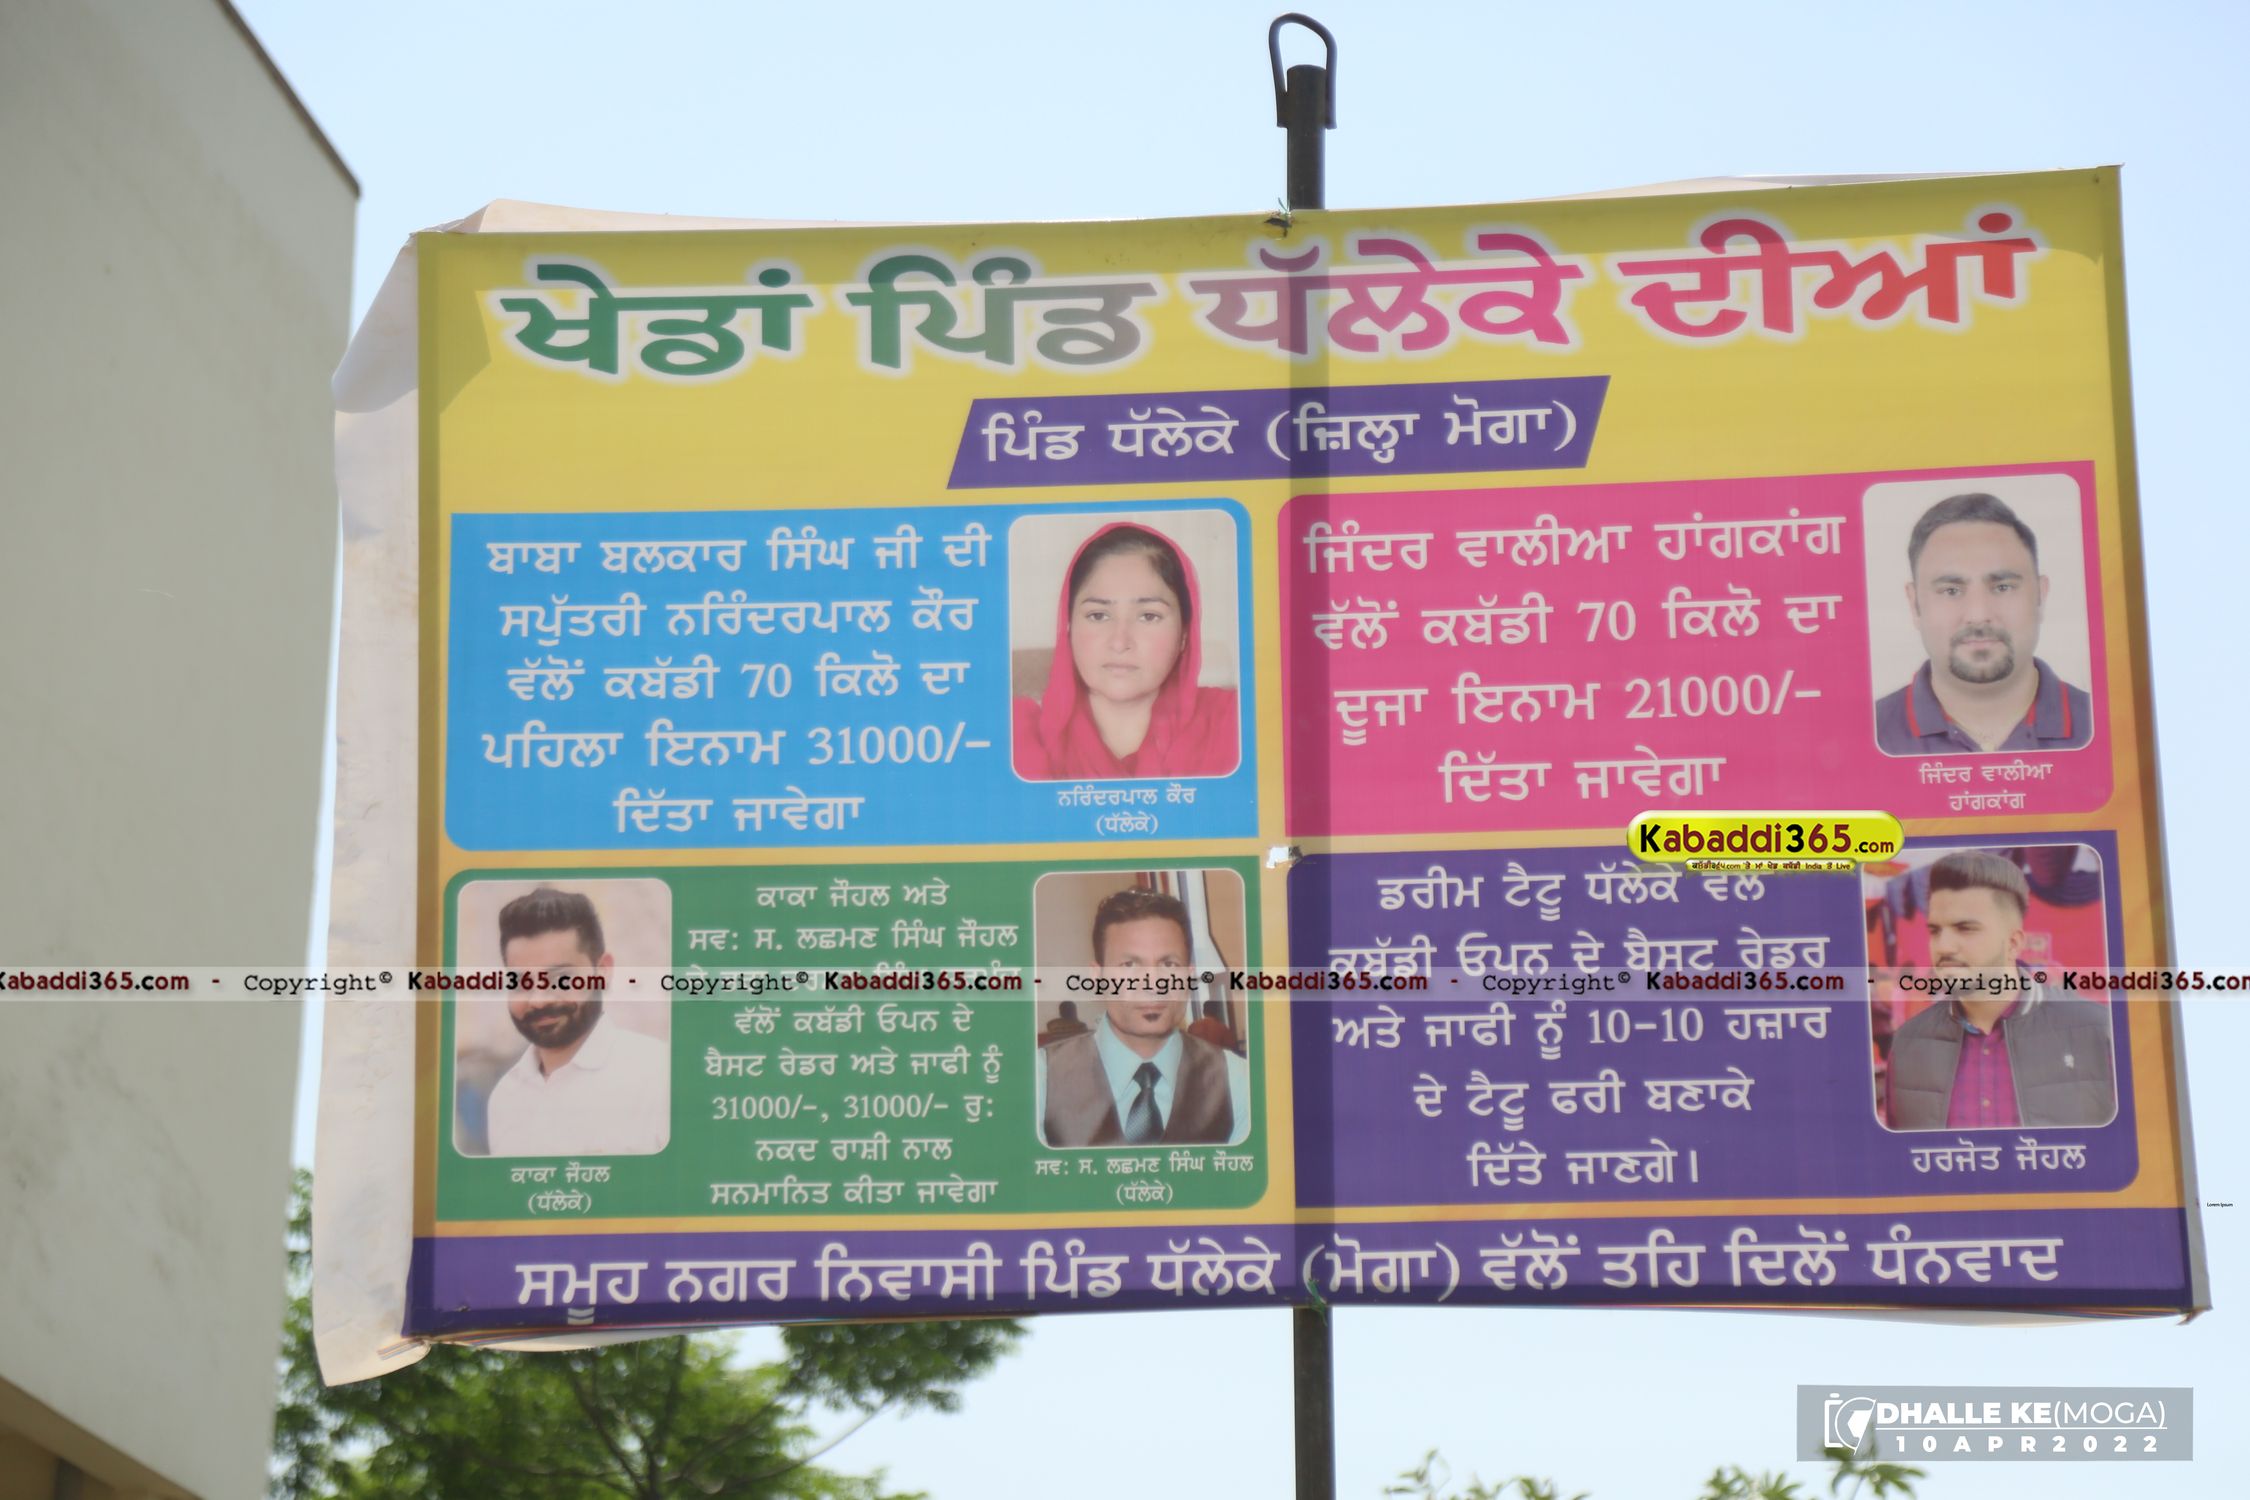 ਖੇਡਾਂ ਪਿੰਡ ਧੱਲੇਕੇ ਦੀਆਂ
ਪਿੰਡ ਧੱਲੇਕੇ (ਜ਼ਿਲ੍ਹਾ ਮੋਗਾ)
ਬਾਬਾ ਬਲਕਾਰ ਸਿੰਘ ਜੀ ਦੀ
ਸਪੁੱਤਰੀ ਨਰਿੰਦਰਪਾਲ ਕੌਰ
ਵੱਲੋਂ ਕਬੱਡੀ 70 ਕਿਲੋ ਦਾ
ਪਹਿਲਾ ਇਨਾਮ 31000/-
ਦਿੱਤਾ ਜਾਵੇਗਾ
ਨਰਿੰਦਰਪਾਲ ਕੌਰ
(ਧੱਲੇਕੇ)
ਜਿੰਦਰ ਵਾਲੀਆ ਹਾਂਗਕਾਂਗ
ਵੱਲੋਂ ਕਬੱਡੀ 70 ਕਿਲੋ ਦਾ
ਦੂਜਾ ਇਨਾਮ 21000/-
ਦਿੱਤਾ ਜਾਵੇਗਾ
ਜਿੰਦਰ ਵਾਲੀਆ
ਹਾਂਗਕਾਂਗ
Kabaddi365.com
ਕਾਕਾ ਜੌਹਲ ਅਤੇ
ਸਵ: ਸ. ਲਛਮਣ ਸਿੰਘ ਜੌਹਲ
ਵੱਲੋਂ ਕਬੱਡੀ ਓਪਨ ਦੇ
ਬੈਸਟ ਰੇਡਰ ਅਤੇ ਜਾਫੀ ਨੂੰ
31000/-, 31000/- ਰੁ:
ਨਕਦ ਰਾਸ਼ੀ ਨਾਲ
ਸਨਮਾਨਿਤ ਕੀਤਾ ਜਾਵੇਗਾ
ਕਾਕਾ ਜੌਹਲ
(ਧੱਲੇਕੇ)
ਸਵ: ਸ. ਲਛਮਣ ਸਿੰਘ ਜੌਹਲ
(ਧੱਲੇਕੇ)
ਡਰੀਮ ਟੈਟੂ ਧੱਲੇਕੇ ਵੱਲੋਂ
ਕਬੱਡੀ ਓਪਨ ਦੇ ਬੈਸਟ ਰੇਡਰ
ਅਤੇ ਜਾਫੀ ਨੂੰ 10-10 ਹਜ਼ਾਰ
ਦੇ ਟੈਟੂ ਫਰੀ ਬਣਾਕੇ
ਦਿੱਤੇ ਜਾਣਗੇ।
ਹਰਜੋਤ ਜੌਹਲ
Kabaddi365.com - Copyright© Kabaddi365.com - Copyright© Kabaddi365.com - Copyright© Kabaddi365.com - Copyright© Kabaddi365.com - Copyright© Kabaddi365.com
ਸਮੂਹ ਨਗਰ ਨਿਵਾਸੀ ਪਿੰਡ ਧੱਲੇਕੇ (ਮੋਗਾ) ਵੱਲੋਂ ਤਹਿ ਦਿਲੋਂ ਧੰਨਵਾਦ
Lorem Ipsum
DHALLE KE(MOGA)
10APR2022